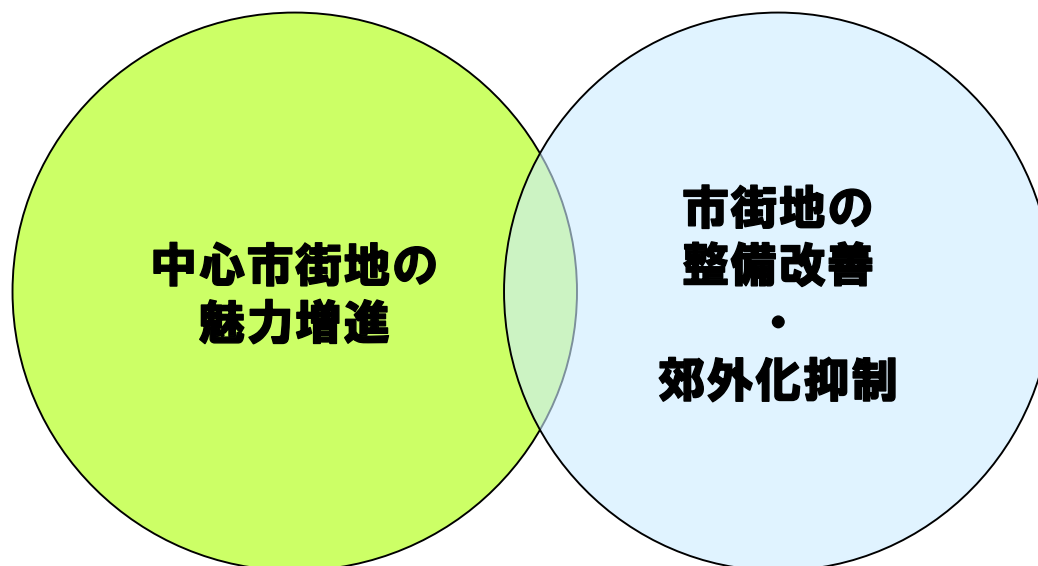 中心市街地の
魅力増進
市街地の
整備改善
・
郊外化抑制